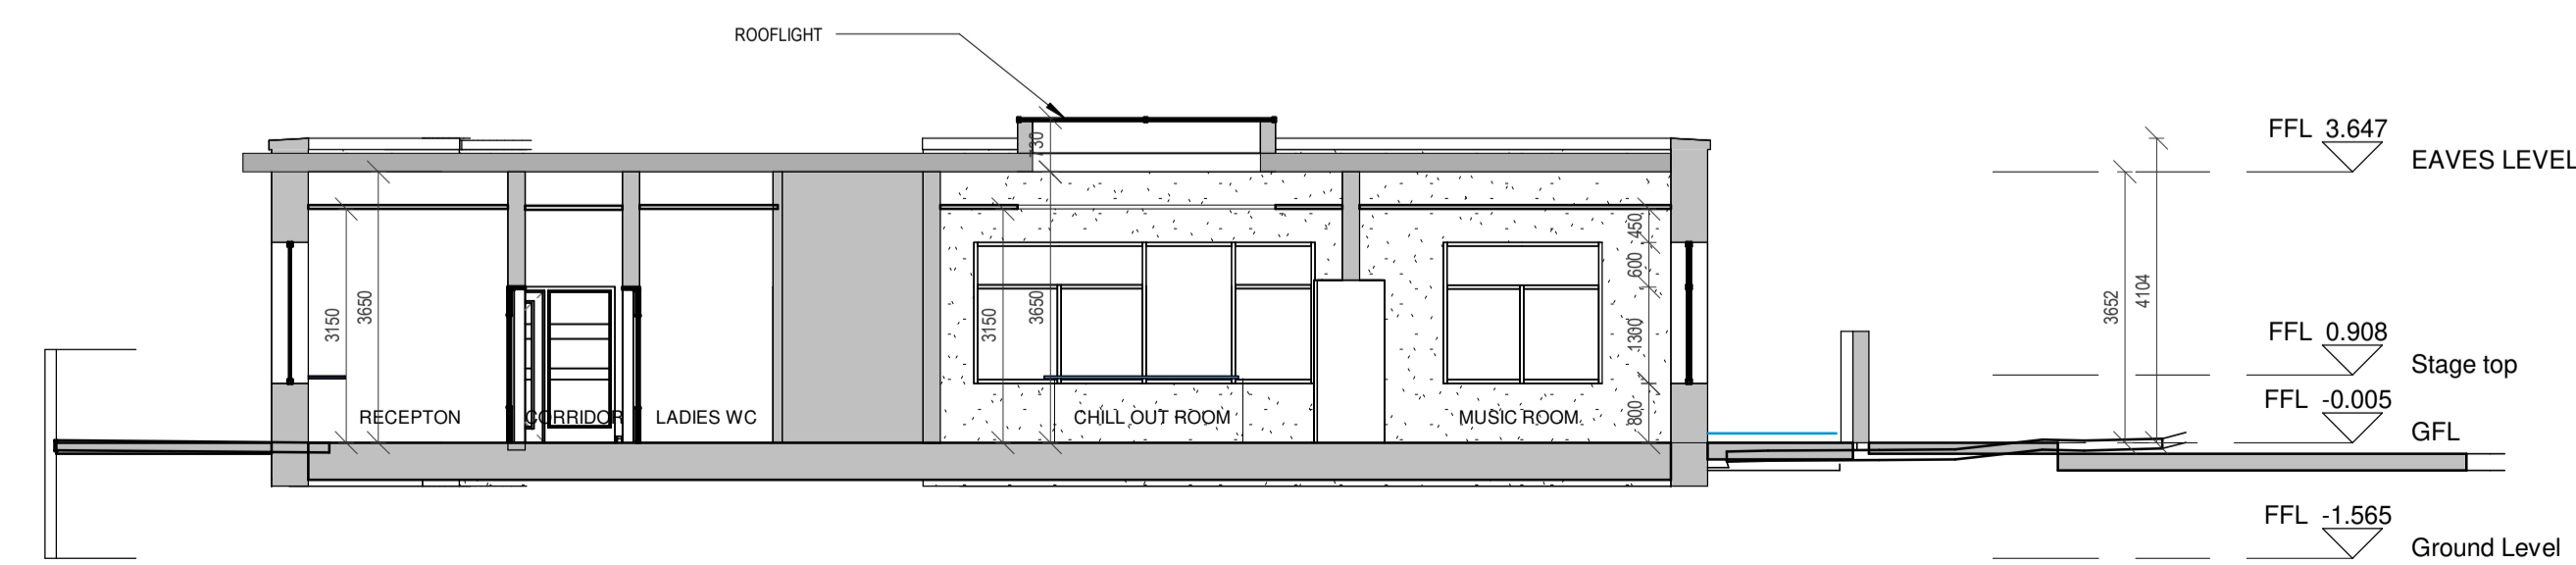 ROOFLIGHT
FFL 3.647
EAVES LEVEL
730
450
600
1300
800
3150
3650
3150
3650
3652
4104
FFL 0.908
Stage top
FFL -0.005
GFL
RECEPTON
CORRIDOR
LADIES WC
CHILL OUT ROOM
MUSIC ROOM
FFL -1.565
Ground Level